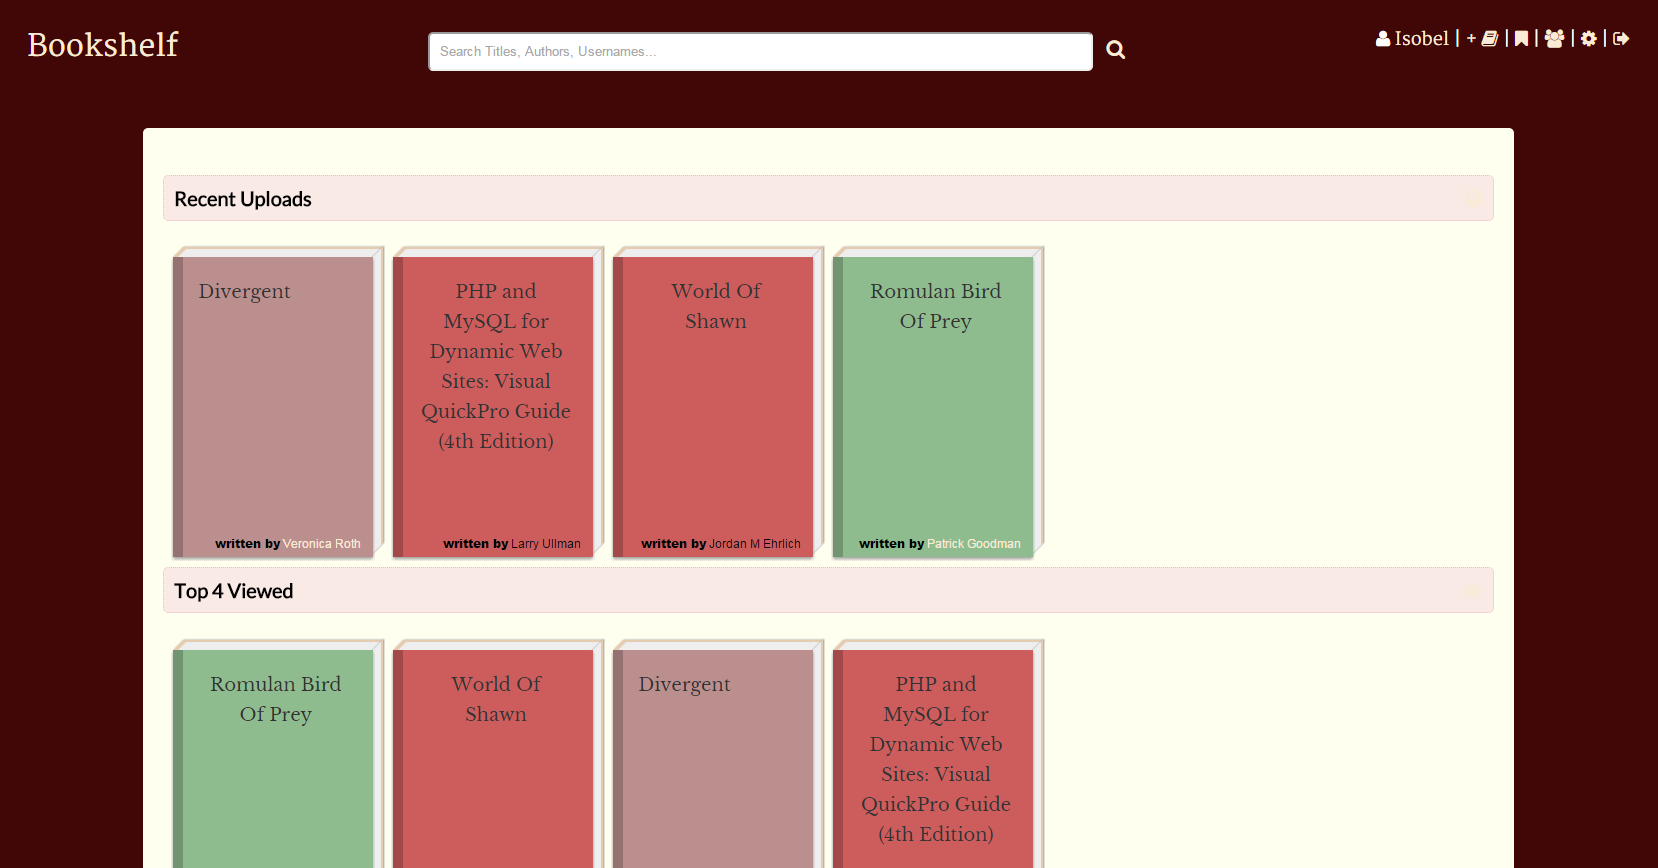 Bookshelf
Search Titles, Authors, Usernames...
Isobel | + | | | |
Recent Uploads
Divergent
written by Veronica Roth
PHP and
MySQL for
Dynamic Web
Sites: Visual
QuickPro Guide
(4th Edition)
written by Larry Ullman
World Of
Shawn
written by Jordan M Ehrlich
Romulan Bird
Of Prey
written by Patrick Goodman
Top 4 Viewed
Romulan Bird
Of Prey
World Of
Shawn
Divergent
PHP and
MySQL for
Dynamic Web
Sites: Visual
QuickPro Guide
(4th Edition)